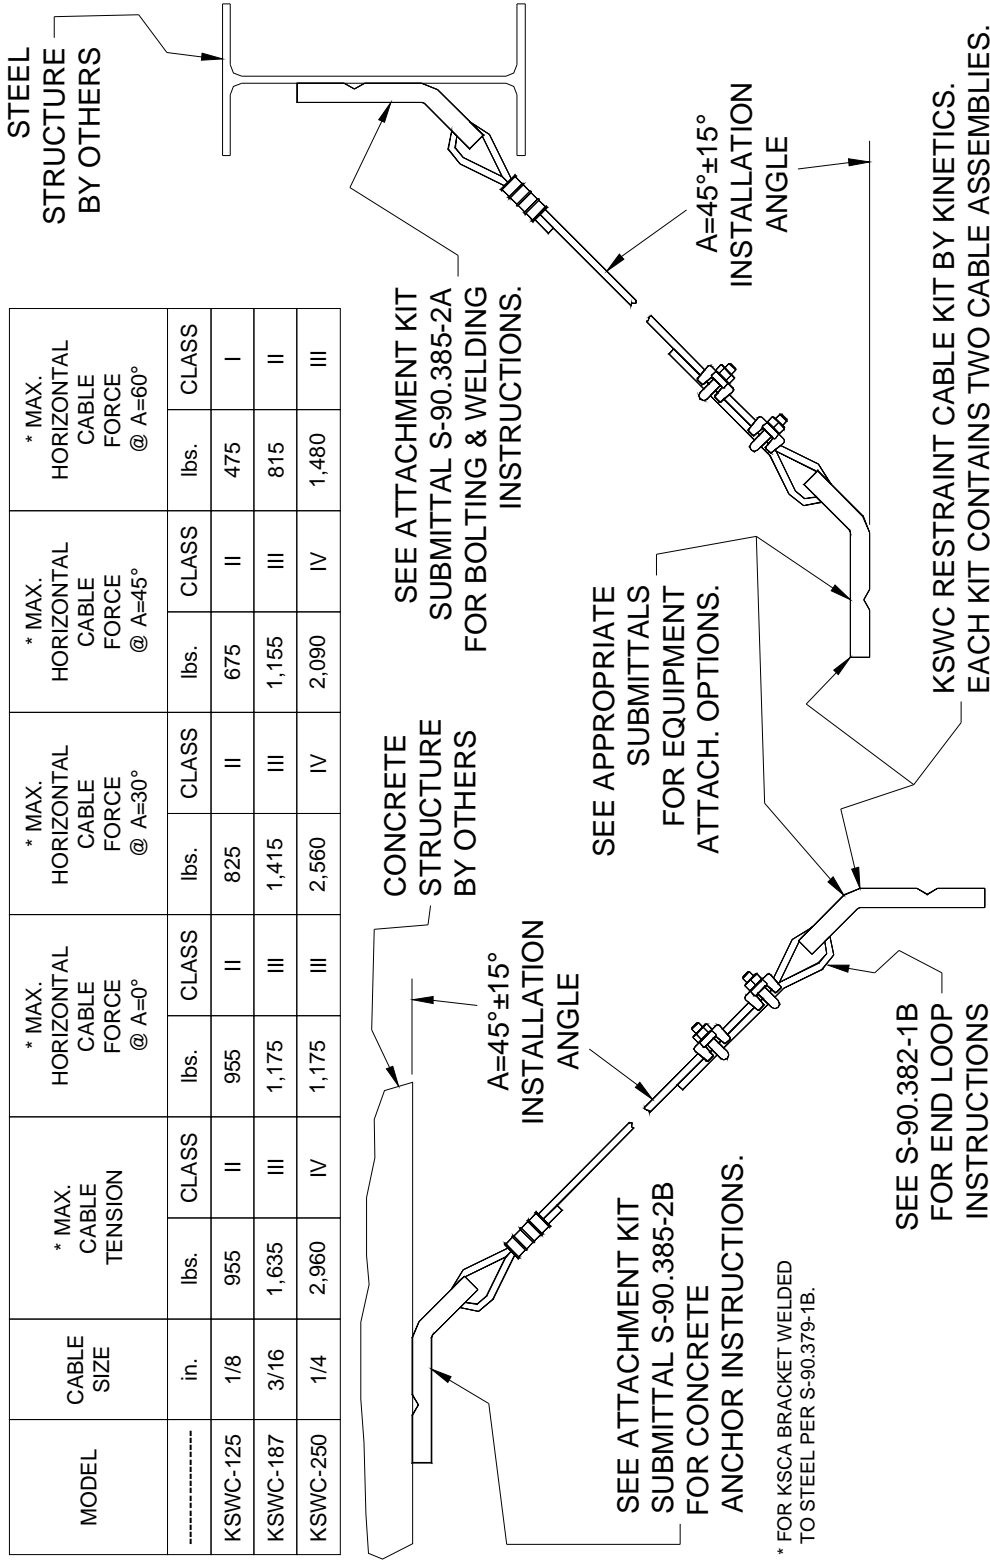 MODEL
CABLE
SIZE
* MAX.
CABLE
TENSION
* MAX.
HORIZONTAL
CABLE
FORCE
@ A=0°
* MAX.
HORIZONTAL
CABLE
FORCE
@ A=30°
* MAX.
HORIZONTAL
CABLE
FORCE
@ A=45°
* MAX.
HORIZONTAL
CABLE
FORCE
@ A=60°
------------- in. lbs. CLASS lbs. CLASS lbs. CLASS lbs. CLASS lbs. CLASS
KSWC-125 1/8 955 II 955 II 825 II 675 II 475 I
KSWC-187 3/16 1,635 III 1,175 III 1,415 III 1,155 III 815 II
KSWC-250 1/4 2,960 IV 1,175 III 2,560 IV 2,090 IV 1,480 III
STEEL
STRUCTURE
BY OTHERS
CONCRETE
STRUCTURE
BY OTHERS
SEE ATTACHMENT KIT
SUBMITTAL S-90.385-2A
FOR BOLTING & WELDING
INSTRUCTIONS.
A=45°±15°
INSTALLATION
ANGLE
SEE APPROPRIATE
SUBMITTALS
FOR EQUIPMENT
ATTACH. OPTIONS.
A=45°±15°
INSTALLATION
ANGLE
SEE ATTACHMENT KIT
SUBMITTAL S-90.385-2B
FOR CONCRETE
ANCHOR INSTRUCTIONS.
* FOR KSCA BRACKET WELDED
TO STEEL PER S-90.379-1B.
SEE S-90.382-1B
FOR END LOOP
INSTRUCTIONS
KSWC RESTRAINT CABLE KIT BY KINETICS.
EACH KIT CONTAINS TWO CABLE ASSEMBLIES.